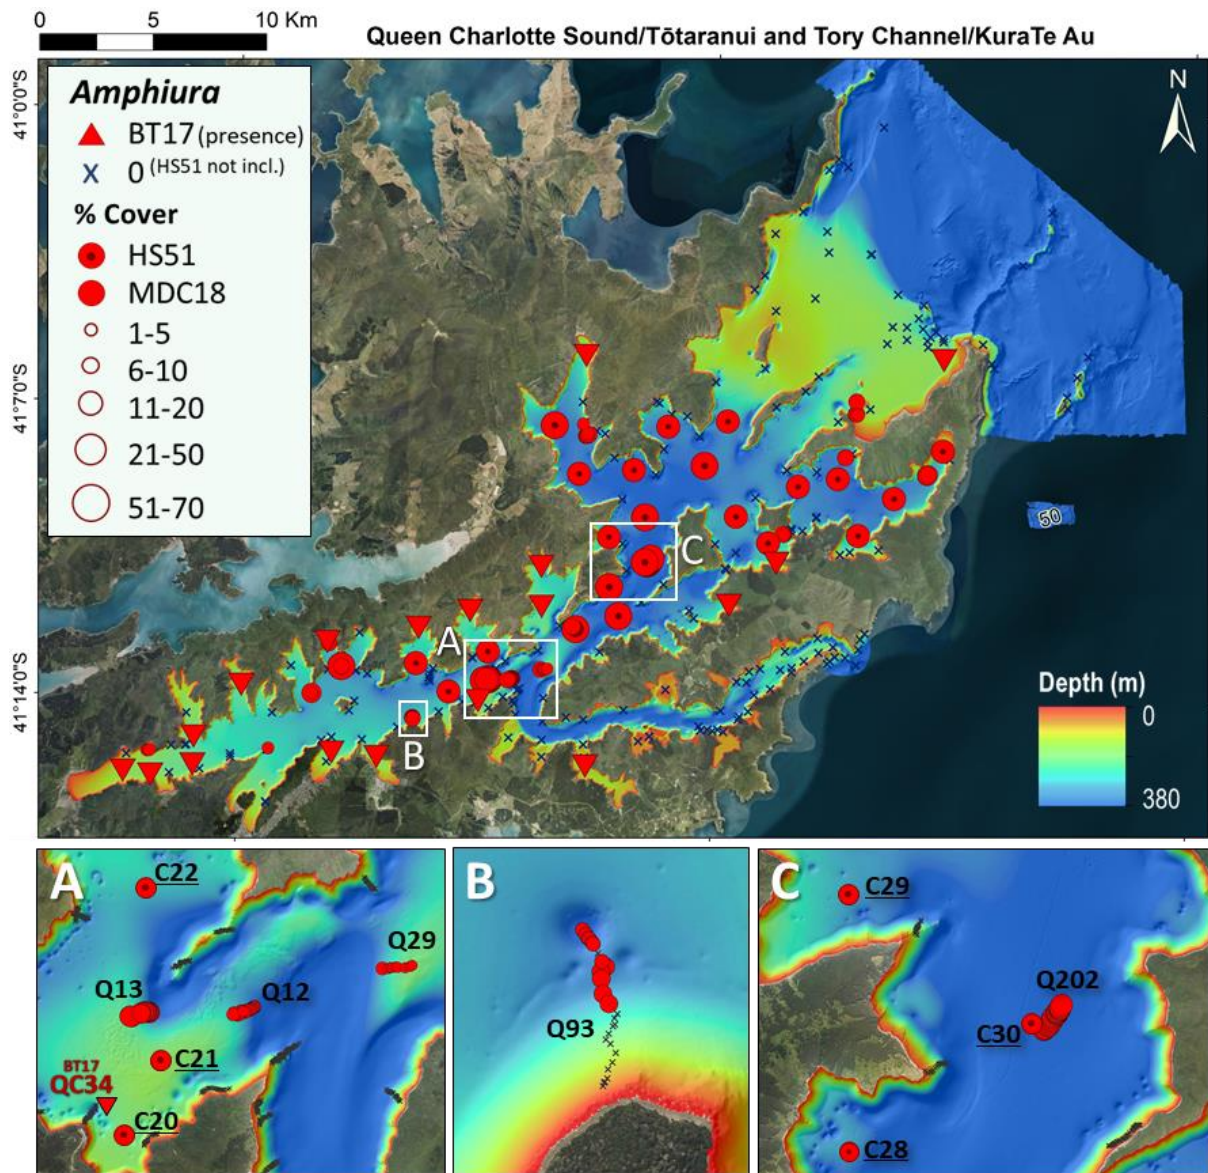 0 5 10 Km
Queen Charlotte Sound/Tōtaranui and Tory Channel/KuraTe Au
N
41°0'0"S
41°7'0"S
41°14'0"S
Amphiura
BT17 (presence)
0 (HS51 not incl.)
% Cover
HS51
MDC18
1-5
6-10
11-20
21-50
51-70
50
C
A
B
Depth (m)
0
380
A
C22
Q29
Q13
Q12
C21
BT17
QC34
C20
B
Q93
C
C29
Q202
C30
C28